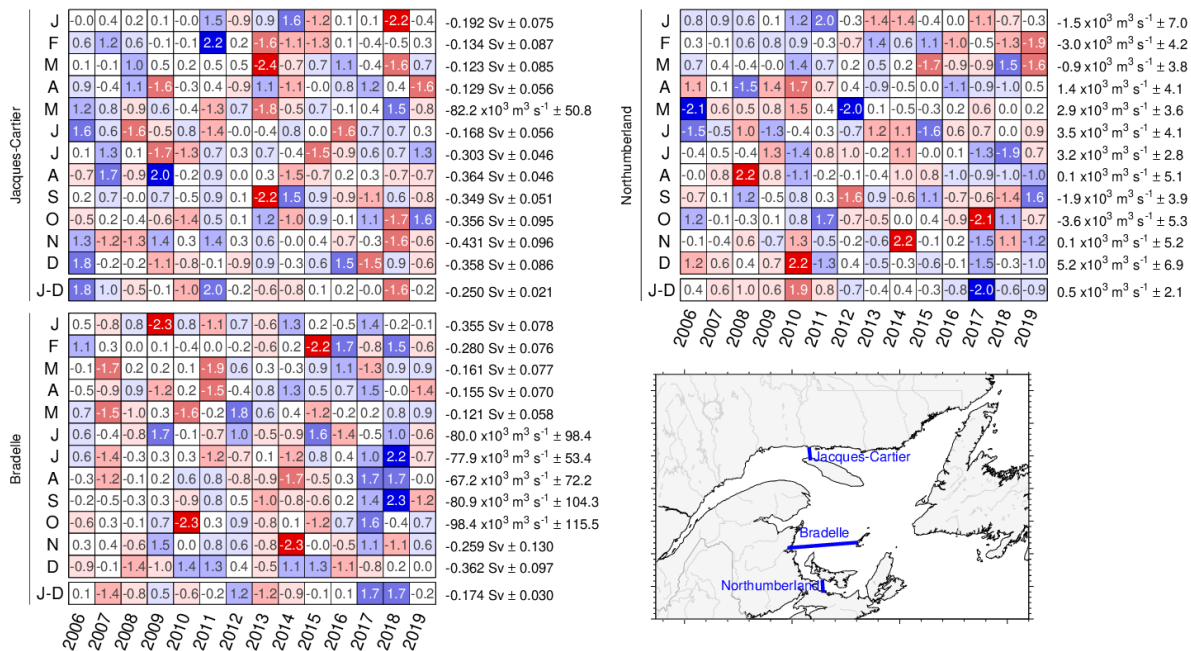 Jacques-Cartier
J -0.0 0.4 0.2 0.1 -0.0 1.5 -0.9 0.9 1.6 -1.2 0.1 0.1 -2.2 -0.4 -0.192 Sv ± 0.075
F 0.6 1.2 0.6 -0.1 -0.1 2.2 0.2 -1.6 -1.1 -1.3 0.1 -0.4 -0.5 0.3 -0.134 Sv ± 0.087
M 0.1 -0.1 1.0 0.5 0.2 0.5 0.5 -2.4 -0.7 0.7 1.1 -0.4 -1.6 0.7 -0.123 Sv ± 0.085
A 0.9 -0.4 1.1 -1.6 -0.3 0.4 -0.9 1.1 -1.1 -0.0 0.8 1.2 0.4 -1.6 -0.129 Sv ± 0.056
M 1.2 0.8 -0.9 0.6 -0.4 -1.3 0.7 -1.8 -0.5 0.7 -0.1 0.4 1.5 -0.8 -82.2 x10³ m³ s⁻¹ ± 50.8
J 1.6 0.6 -1.6 -0.5 0.8 -1.4 -0.0 -0.4 0.8 0.0 -1.6 0.7 0.7 0.3 -0.168 Sv ± 0.056
J 0.1 1.3 0.1 -1.7 -1.3 0.7 0.3 0.7 -0.4 -1.5 -0.9 0.6 0.7 1.3 -0.303 Sv ± 0.046
A -0.7 1.7 -0.9 2.0 -0.2 0.9 0.0 0.3 -0.4 -1.5 -0.7 0.2 0.3 -0.7 -0.7 -0.364 Sv ± 0.046
S 0.2 0.7 -0.0 0.7 -0.5 0.9 0.1 -2.2 1.5 0.9 -0.9 -1.1 -0.6 0.9 -0.349 Sv ± 0.051
O -0.5 0.2 -0.4 -0.6 -1.4 0.5 0.1 1.2 -1.0 0.9 -0.1 1.1 -1.7 1.6 -0.356 Sv ± 0.095
N 1.3 -1.2 -1.3 1.4 0.3 1.4 0.3 0.6 -0.0 0.4 -0.7 -0.3 -1.6 -0.6 -0.431 Sv ± 0.096
D 1.8 -0.2 -0.2 -1.1 -0.8 -0.1 -0.9 0.9 -0.3 -0.6 1.5 -1.5 0.9 -0.6 -0.358 Sv ± 0.086
J-D 1.8 1.0 -0.5 0.1 -1.0 2.0 -0.2 -0.6 -0.8 0.1 0.2 -0.0 -1.6 0.2 -0.250 Sv ± 0.021
Bradelle
J 0.5 -0.8 0.8 -2.3 0.8 -1.1 0.7 -0.6 1.3 0.2 -0.5 1.4 -0.2 -0.1 -0.355 Sv ± 0.078
F 1.1 0.3 0.0 0.1 -0.4 0.0 -0.2 -0.6 0.2 -2.2 1.7 -0.8 1.5 -0.6 -0.280 Sv ± 0.076
M -0.1 -1.7 0.2 0.2 0.1 -1.9 0.6 0.3 -0.3 0.9 1.1 -1.3 0.9 0.9 -0.161 Sv ± 0.077
A -0.5 -0.9 0.9 -1.2 0.2 -1.5 -0.4 0.8 1.3 0.5 0.7 1.5 -0.0 -1.4 -0.155 Sv ± 0.070
M 0.7 -1.5 -1.0 0.3 -1.6 -0.2 1.8 0.6 0.4 -1.2 -0.2 0.2 0.8 0.9 -0.121 Sv ± 0.058
J 0.6 -0.4 -0.9 1.7 -0.1 -0.7 1.0 -0.5 -0.9 1.6 -1.4 -0.5 1.0 -0.6 -80.0 x10³ m³ s⁻¹ ± 98.4
J 0.6 -1.4 -0.3 0.3 -0.3 -1.2 -0.7 0.1 -1.2 0.8 0.4 1.0 2.2 -0.7 -77.9 x10³ m³ s⁻¹ ± 53.4
A -0.3 -1.2 -0.2 -0.2 0.6 0.8 -0.8 -0.9 -1.7 0.5 -0.3 1.7 1.7 -0.1 -67.2 x10³ m³ s⁻¹ ± 72.2
S -0.2 -0.5 -0.5 0.3 -0.9 0.8 0.5 -1.0 -0.8 -0.6 0.2 1.4 2.3 -1.2 -80.9 x10³ m³ s⁻¹ ± 104.3
O -0.6 0.3 -0.1 0.7 -2.3 0.3 0.9 -0.8 0.1 -1.2 0.7 1.6 -0.4 0.7 -98.4 x10³ m³ s⁻¹ ± 115.5
N 0.3 0.4 -0.6 1.5 0.0 0.8 0.6 -0.8 -2.3 -0.0 -0.5 1.1 -1.1 0.6 -0.259 Sv ± 0.130
D -0.9 -0.1 -1.4 -1.0 1.4 1.3 0.4 -0.5 1.1 1.3 -1.1 -0.8 0.2 0.0 -0.362 Sv ± 0.097
J-D 0.1 -1.4 -0.8 0.5 -0.6 -0.2 1.2 -1.2 -0.9 -0.1 0.1 1.7 1.7 -0.2 -0.174 Sv ± 0.030
2006 2007 2008 2009 2010 2011 2012 2013 2014 2015 2016 2017 2018 2019
Northumberland
J 0.8 0.9 0.6 0.1 1.2 2.0 -0.3 -1.4 -1.4 0.4 -0.0 -1.1 -0.7 -0.3 -1.5 x10³ m³ s⁻¹ ± 7.0
F 0.3 -0.1 0.6 0.8 0.9 -0.3 -0.7 1.4 0.6 1.1 -1.0 -0.5 -1.3 -1.9 -3.0 x10³ m³ s⁻¹ ± 4.2
M 0.7 0.4 -0.4 -0.0 1.4 0.7 0.2 0.5 0.2 -1.7 -0.9 -0.7 1.5 -1.6 -0.9 x10³ m³ s⁻¹ ± 3.8
A 1.1 0.1 -1.5 1.4 1.7 0.7 -0.4 0.2 -0.5 -0.1 -1.1 -0.9 -1.0 0.5 1.4 x10³ m³ s⁻¹ ± 4.1
M -2.1 0.6 0.5 0.8 1.5 0.4 -2.0 0.1 -0.5 -0.3 0.2 0.6 0.0 0.2 2.9 x10³ m³ s⁻¹ ± 3.6
J -1.5 -0.5 1.0 -1.3 -0.4 0.3 -0.7 1.2 1.1 -1.6 0.6 0.7 0.0 0.9 3.5 x10³ m³ s⁻¹ ± 4.1
J -0.4 0.5 -0.4 1.3 -1.4 0.8 1.0 -0.2 1.1 -0.0 0.1 -1.3 -1.9 0.7 3.2 x10³ m³ s⁻¹ ± 2.8
A -0.0 0.8 2.2 0.8 -1.1 -0.2 -0.1 -0.4 1.0 0.8 -1.0 -0.9 -1.0 -1.0 0.1 x10³ m³ s⁻¹ ± 5.1
S -0.7 0.1 1.2 -0.5 0.8 0.3 -1.6 -0.9 -0.6 1.1 -0.7 0.6 -1.4 1.6 -1.9 x10³ m³ s⁻¹ ± 3.9
O 1.2 -0.1 -0.3 0.1 0.8 1.7 -0.7 -0.5 0.0 0.4 -0.9 -2.1 1.1 -0.7 -3.6 x10³ m³ s⁻¹ ± 5.3
N -0.1 -0.4 0.6 -0.7 1.3 -0.5 -0.2 -0.6 2.2 -0.1 0.2 -1.5 1.1 -1.2 0.1 x10³ m³ s⁻¹ ± 5.2
D 1.2 0.6 0.4 0.7 2.2 -1.3 0.4 -0.5 -0.3 -0.6 -0.1 -1.5 -0.3 -1.0 5.2 x10³ m³ s⁻¹ ± 6.9
J-D 0.4 0.6 1.0 0.6 1.9 0.8 -0.7 -0.4 0.4 -0.3 -0.8 -2.0 -0.6 -0.9 0.5 x10³ m³ s⁻¹ ± 2.1
2006 2007 2008 2009 2010 2011 2012 2013 2014 2015 2016 2017 2018 2019
Jacques-Cartier
Bradelle
Northumberland